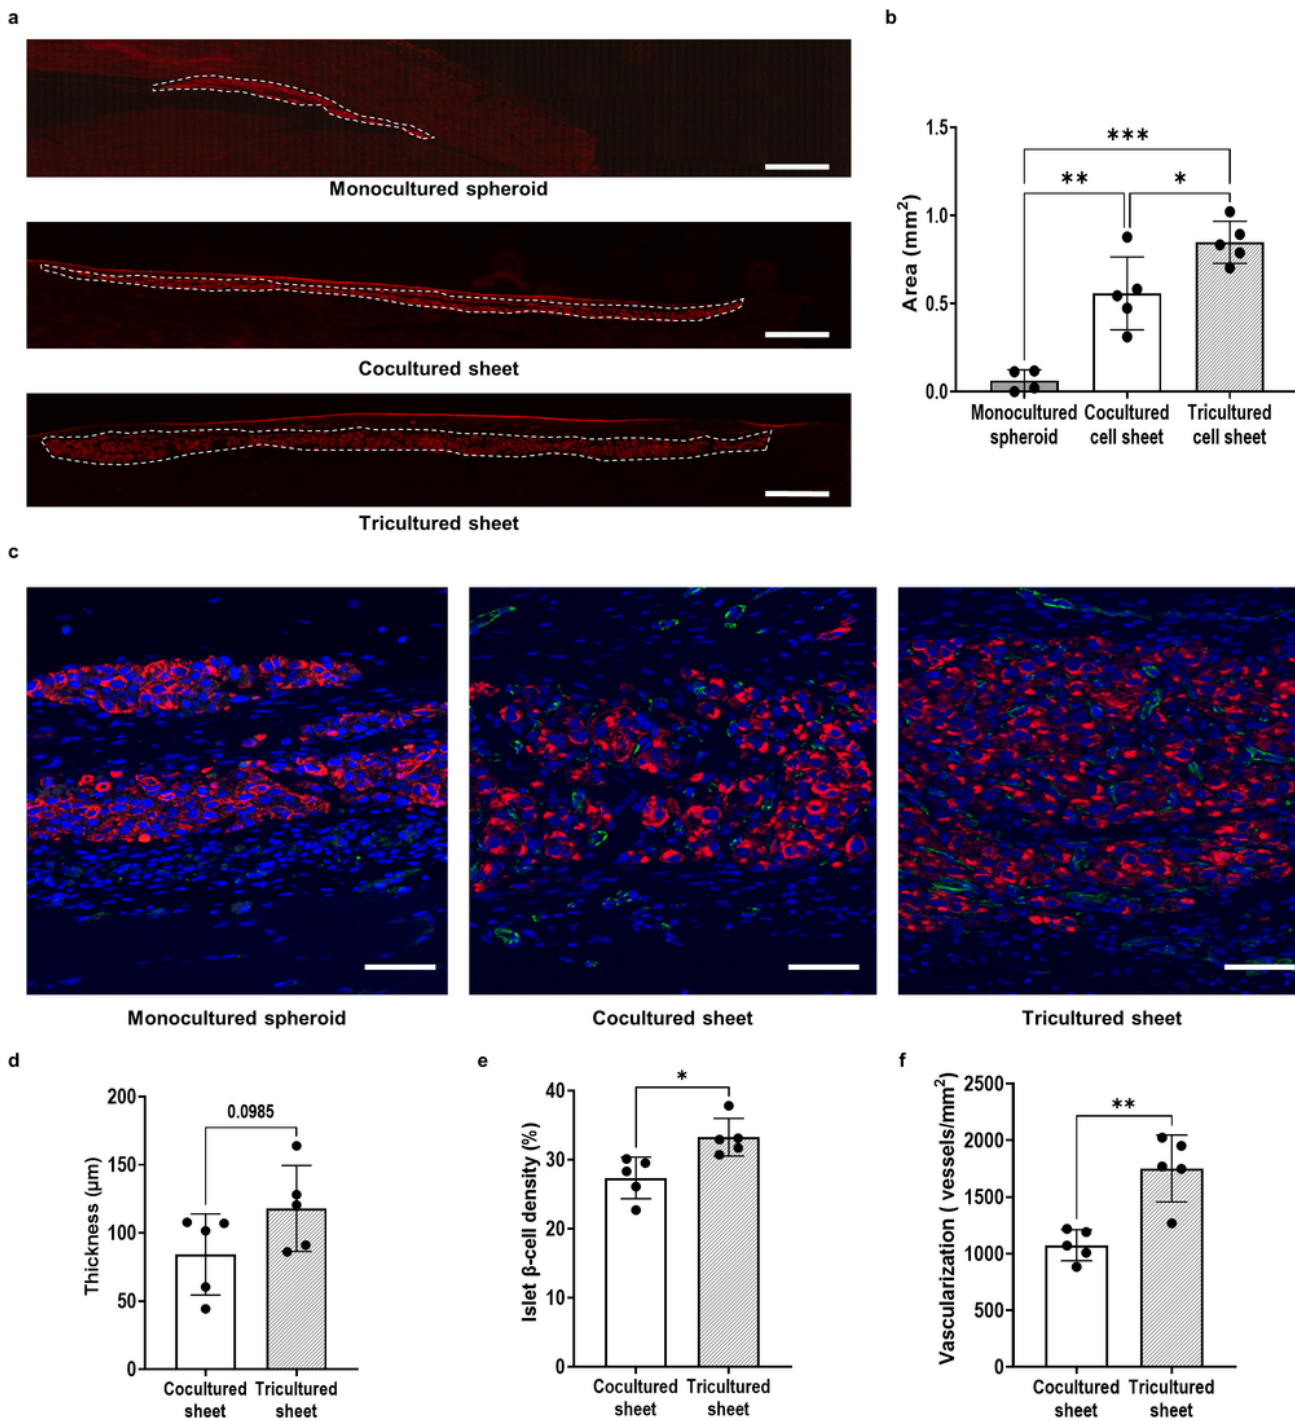 a
Monocultured spheroid
Cocultured sheet
Tricultured sheet
b
Area (mm²)
1.5
1.0
0.5
0.0
***
**
*
Monocultured
spheroid
Cocultured
cell sheet
Tricultured
cell sheet
c
Monocultured spheroid
Cocultured sheet
Tricultured sheet
d
Thickness (μm)
200
150
100
50
0
0.0985
Cocultured
sheet
Tricultured
sheet
e
Islet β-cell density (%)
40
30
20
10
0
*
Cocultured
sheet
Tricultured
sheet
f
Vascularization ( vessels/mm²)
2500
2000
1500
1000
500
0
**
Cocultured
sheet
Tricultured
sheet